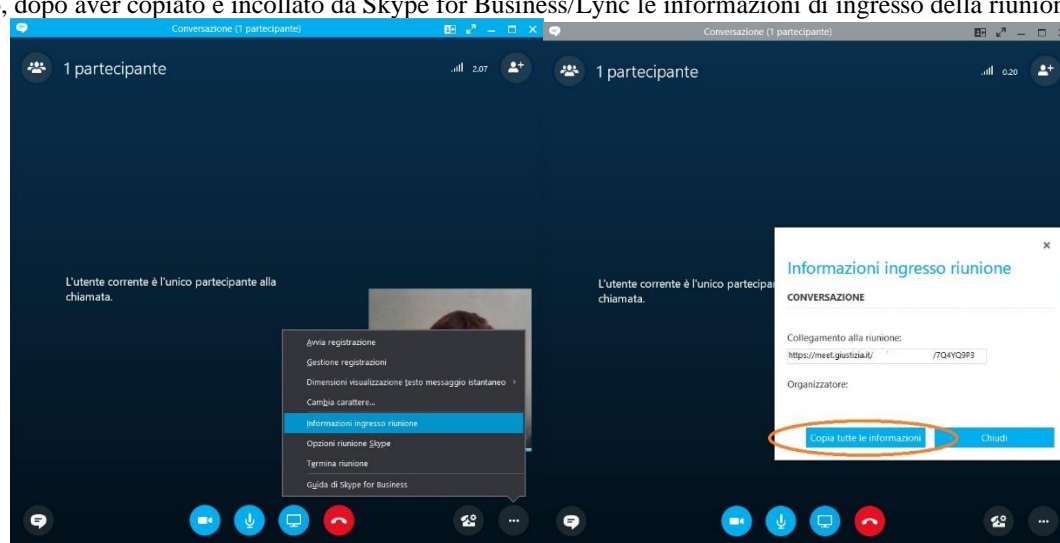 , dopo aver copiato e incollato da Skype for Business/Lync le informazioni di ingresso della riunion
Conversazione (1 partecipante)
1 partecipante
2.07
L'utente corrente è l'unico partecipante alla
chiamata.
Avvia registrazione
Gestione registrazioni
Dimensioni visualizzazione testo messaggio istantaneo
Cambia carattere...
Informazioni ingresso riunione
Opzioni riunione Skype
Termina riunione
Guida di Skype for Business
Conversazione (1 partecipante)
1 partecipante
0.20
L'utente corrente è l'unico partecipa
chiamata.
Informazioni ingresso riunione
CONVERSAZIONE
Collegamento alla riunione:
https://meet.giustizia.it/ /7Q4YQ9P3
Organizzatore:
Copia tutte le informazioni
Chiudi